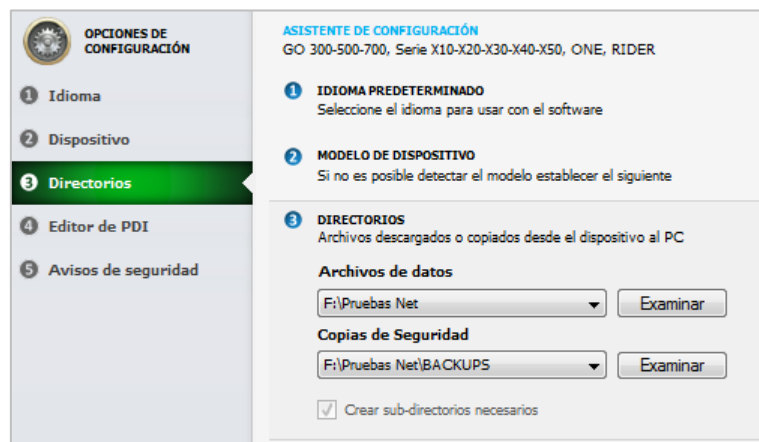 OPCIONES DE
CONFIGURACIÓN
1 Idioma
2 Dispositivo
3 Directorios
4 Editor de PDI
5 Avisos de seguridad
ASISTENTE DE CONFIGURACIÓN
GO 300-500-700, Serie X10-X20-X30-X40-X50, ONE, RIDER
1 IDIOMA PREDETERMINADO
Seleccione el idioma para usar con el software
2 MODELO DE DISPOSITIVO
Si no es posible detectar el modelo establecer el siguiente
3 DIRECTORIOS
Archivos descargados o copiados desde el dispositivo al PC
Archivos de datos
F:\Pruebas Net Examinar
Copias de Seguridad
F:\Pruebas Net\BACKUPS Examinar
Crear sub-directorios necesarios